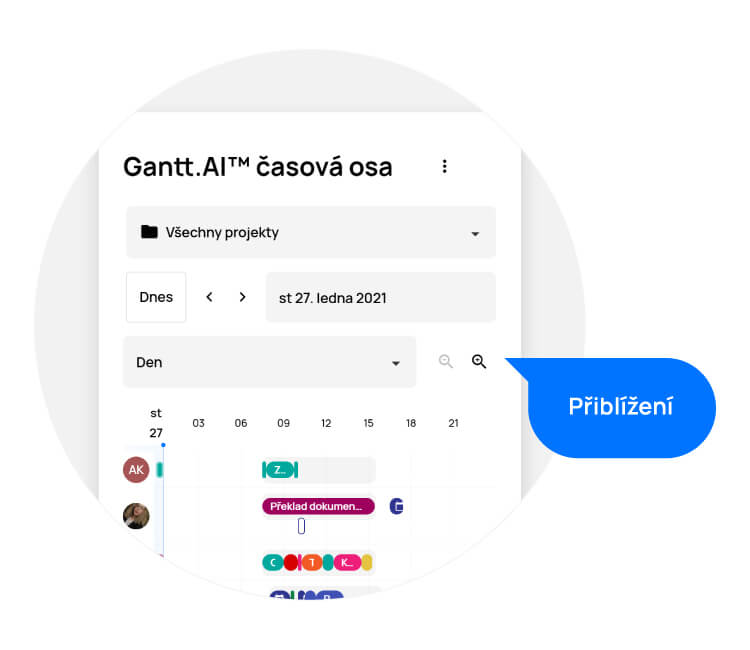 Gantt.AI™ časová osa
Všechny projekty
Dnes
st 27. ledna 2021
Den
Přiblížení
st
27
03 06 09 12 15 18 21
AK
Z...
Překlad dokumen...
C T K...